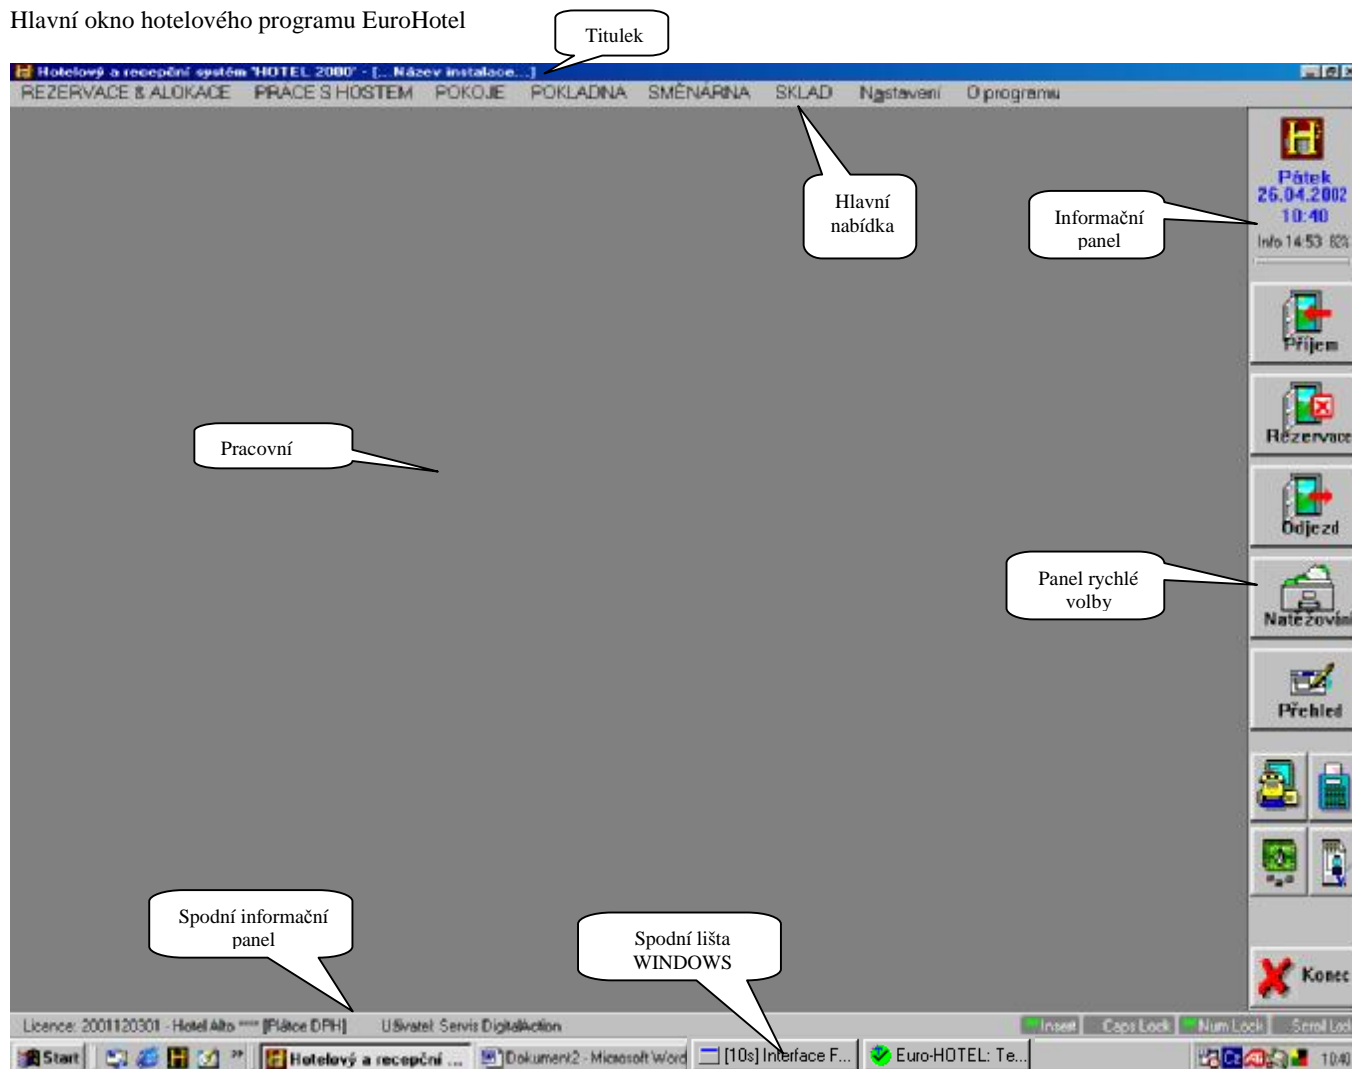 Hlavní okno hotelového programu EuroHotel
Titulek
Hotelový a recepční systém 'HOTEL 2000' - [... Název instalace...]
REZERVACE & ALOKACE PRÁCE S HOSTEM POKOJE POKLADNA SMĚNÁRNA SKLAD Nastavení O programu
Pátek
26.04.2002
10:40
Info 14:53 82%
Hlavní
nabídka
Informační
panel
Příjem
Rezervace
Pracovní
Odjezd
Panel rychlé
volby
Natěžování
Přehled
Spodní informační
panel
Spodní lišta
WINDOWS
Konec
Licence: 2001120301 - Hotel Alto **** [Plátce DPH] Uživatel: Servis DigitalAction Insert Caps Lock Num Lock Scroll Lock
Start » Hotelový a recepční ... Dokument2 - Microsoft Word [10s] Interface F... Euro-HOTEL: Te... Cz 10:40